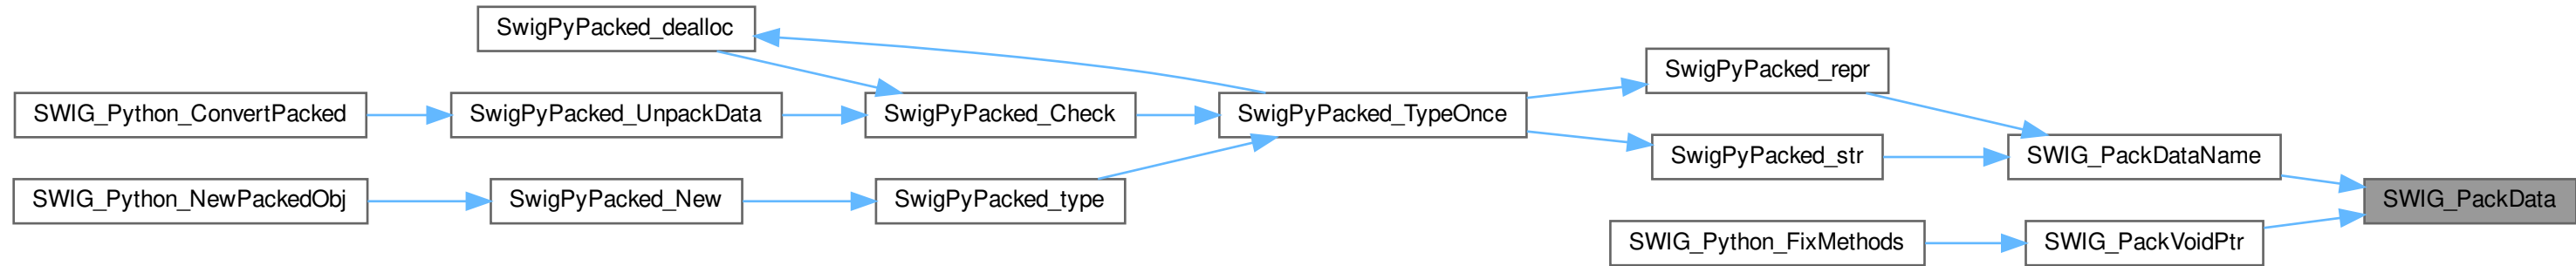 SwigPyPacked_dealloc
SwigPyPacked_repr
SWIG_Python_ConvertPacked
SwigPyPacked_UnpackData
SwigPyPacked_Check
SwigPyPacked_TypeOnce
SwigPyPacked_str
SWIG_PackDataName
SWIG_Python_NewPackedObj
SwigPyPacked_New
SwigPyPacked_type
SWIG_PackData
SWIG_Python_FixMethods
SWIG_PackVoidPtr